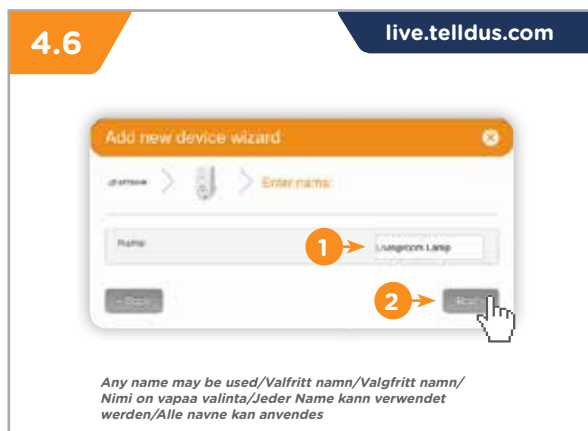 4.6
live.telldus.com
Add new device wizard
Enter name:
Name
1
Livingroom Lamp
2
Next
Any name may be used/Valfritt namn/Valgfritt namn/
Nimi on vapaa valinta/Jeder Name kann verwendet
werden/Alle navne kan anvendes